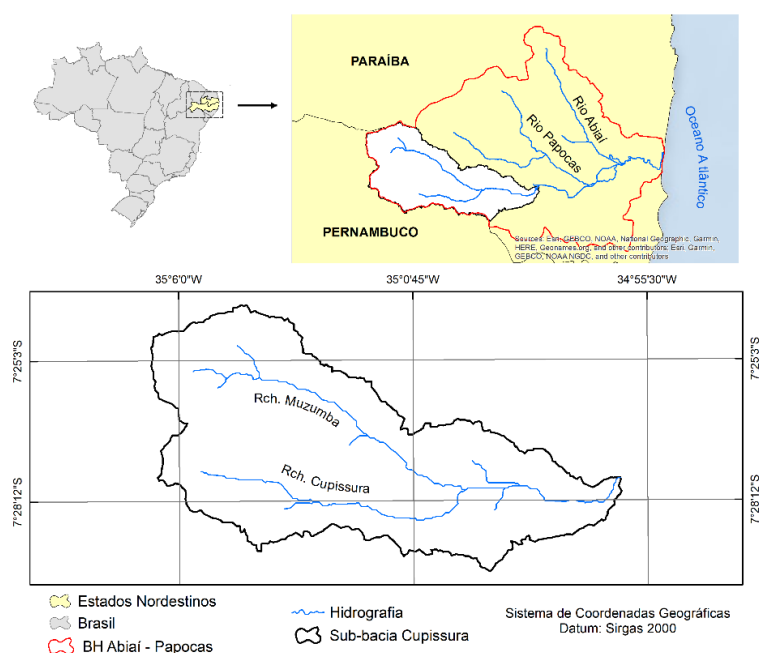 PARAÍBA
Rio Abiaí
Rio Papocas
Oceano Atlântico
PERNAMBUCO
Sources: Esri, GEBCO, NOAA, National Geographic, Garmin,
HERE, Geonames.org, and other contributors; Esri, Garmin,
GEBCO, NOAA NGDC, and other contributors
35°6'0"W 35°0'45"W 34°55'30"W
7°25'3"S 7°25'3"S
Rch. Muzumba
Rch. Cupissura
7°28'12"S 7°28'12"S
Estados Nordestinos
Brasil
BH Abiaí - Papocas
Hidrografia
Sub-bacia Cupissura
Sistema de Coordenadas Geográficas
Datum: Sirgas 2000